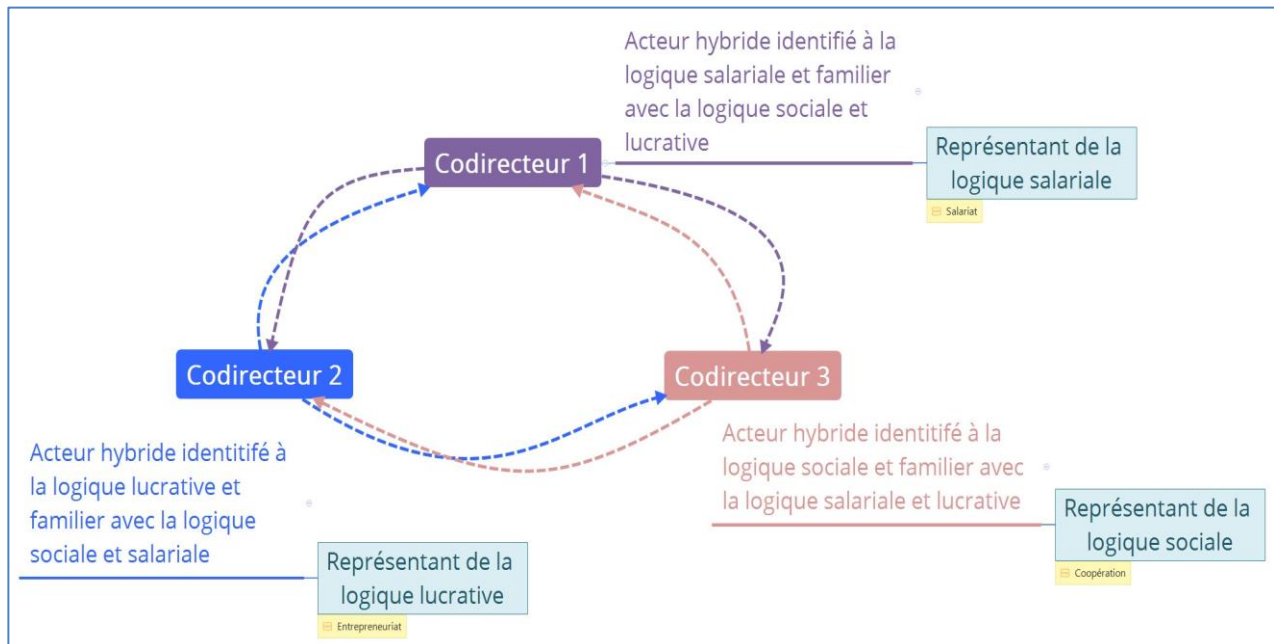 Acteur hybride identifié à la
logique salariale et familier
avec la logique sociale et
lucrative
Codirecteur 1
Représentant de la
logique salariale
Salariat
Codirecteur 2
Codirecteur 3
Acteur hybride identitifé à
la logique lucrative et
familier avec la logique
sociale et salariale
Représentant de la
logique lucrative
Entrepreneuriat
Acteur hybride identitifé à la
logique sociale et familier avec
la logique salariale et lucrative
Représentant de la
logique sociale
Coopération